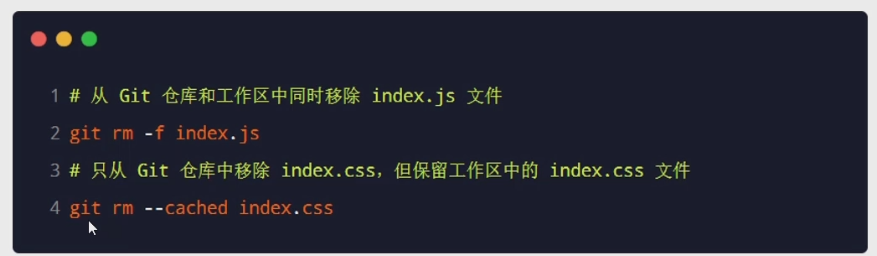 1 # 从 Git 仓库和工作区中同时移除 index.js 文件
2 git rm -f index.js
3 # 只从 Git 仓库中移除 index.css，但保留工作区中的 index.css 文件
4 git rm --cached index.css